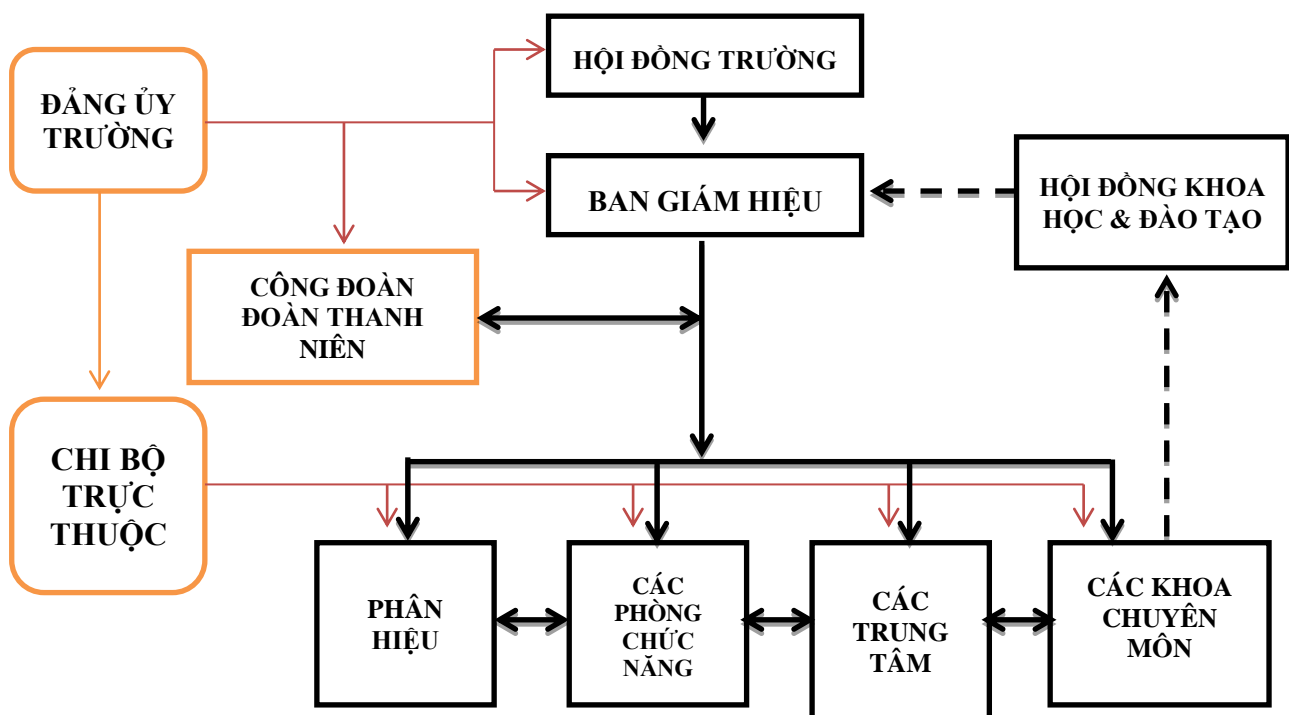 HỘI ĐỒNG TRƯỜNG
ĐẢNG ỦY
TRƯỜNG
BAN GIÁM HIỆU
HỘI ĐỒNG KHOA
HỌC & ĐÀO TẠO
CÔNG ĐOÀN
ĐOÀN THANH
NIÊN
CHI BỘ
TRỰC
THUỘC
PHÂN
HIỆU
CÁC
PHÒNG
CHỨC
NĂNG
CÁC
TRUNG
TÂM
CÁC KHOA
CHUYÊN
MÔN